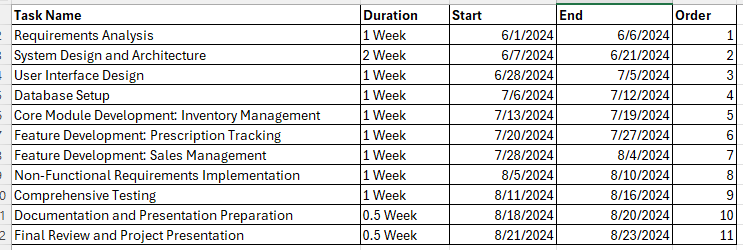 Task Name Duration Start End Order
Requirements Analysis 1 Week 6/1/2024 6/6/2024 1
System Design and Architecture 2 Week 6/7/2024 6/21/2024 2
User Interface Design 1 Week 6/28/2024 7/5/2024 3
Database Setup 1 Week 7/6/2024 7/12/2024 4
Core Module Development: Inventory Management 1 Week 7/13/2024 7/19/2024 5
Feature Development: Prescription Tracking 1 Week 7/20/2024 7/27/2024 6
Feature Development: Sales Management 1 Week 7/28/2024 8/4/2024 7
Non-Functional Requirements Implementation 1 Week 8/5/2024 8/10/2024 8
Comprehensive Testing 1 Week 8/11/2024 8/16/2024 9
Documentation and Presentation Preparation 0.5 Week 8/18/2024 8/20/2024 10
Final Review and Project Presentation 0.5 Week 8/21/2024 8/23/2024 11